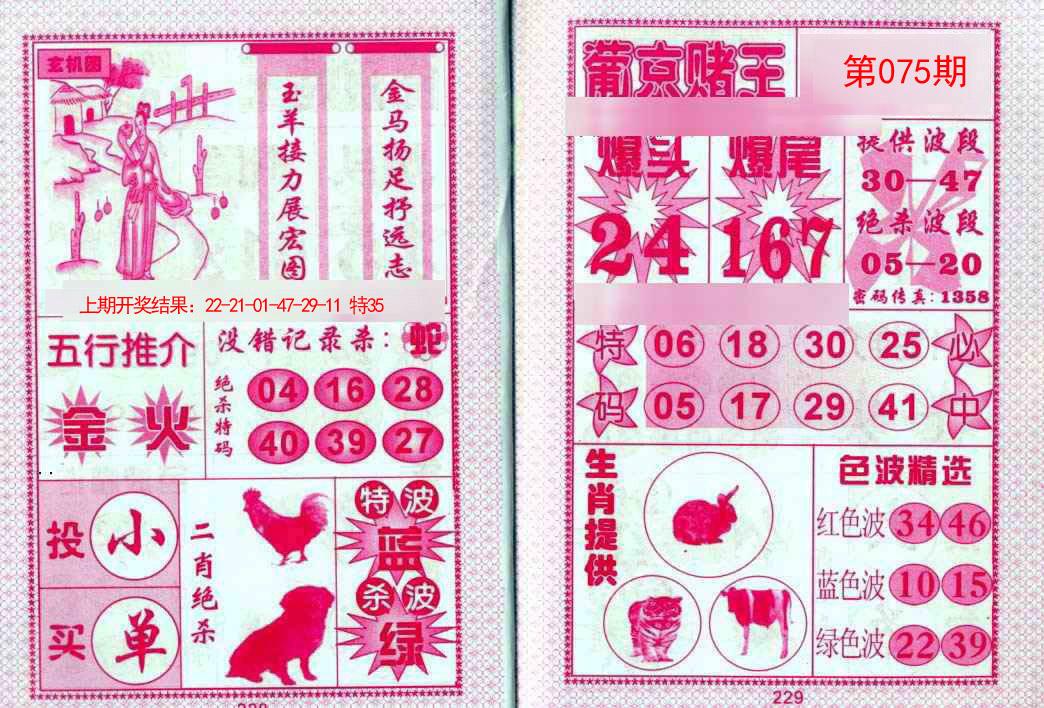 玄机图
金马扬足抒远志
玉羊接力展宏图
上期开奖结果：22-21-01-47-29-11 特35
五行推介
金 火
没错记录杀：蛇
绝杀特码
04 16 28
40 39 27
投 小
买 单
二肖绝杀
特波
蓝
杀波
绿
葡京赌王
第075期
爆头
24
爆尾
167
提供波段
30—47
绝杀波段
05—20
密码传真：1358
特码
06 18 30 25
05 17 29 41
必中
生肖提供
色波精选
红色波 34 46
蓝色波 10 15
绿色波 22 39
229